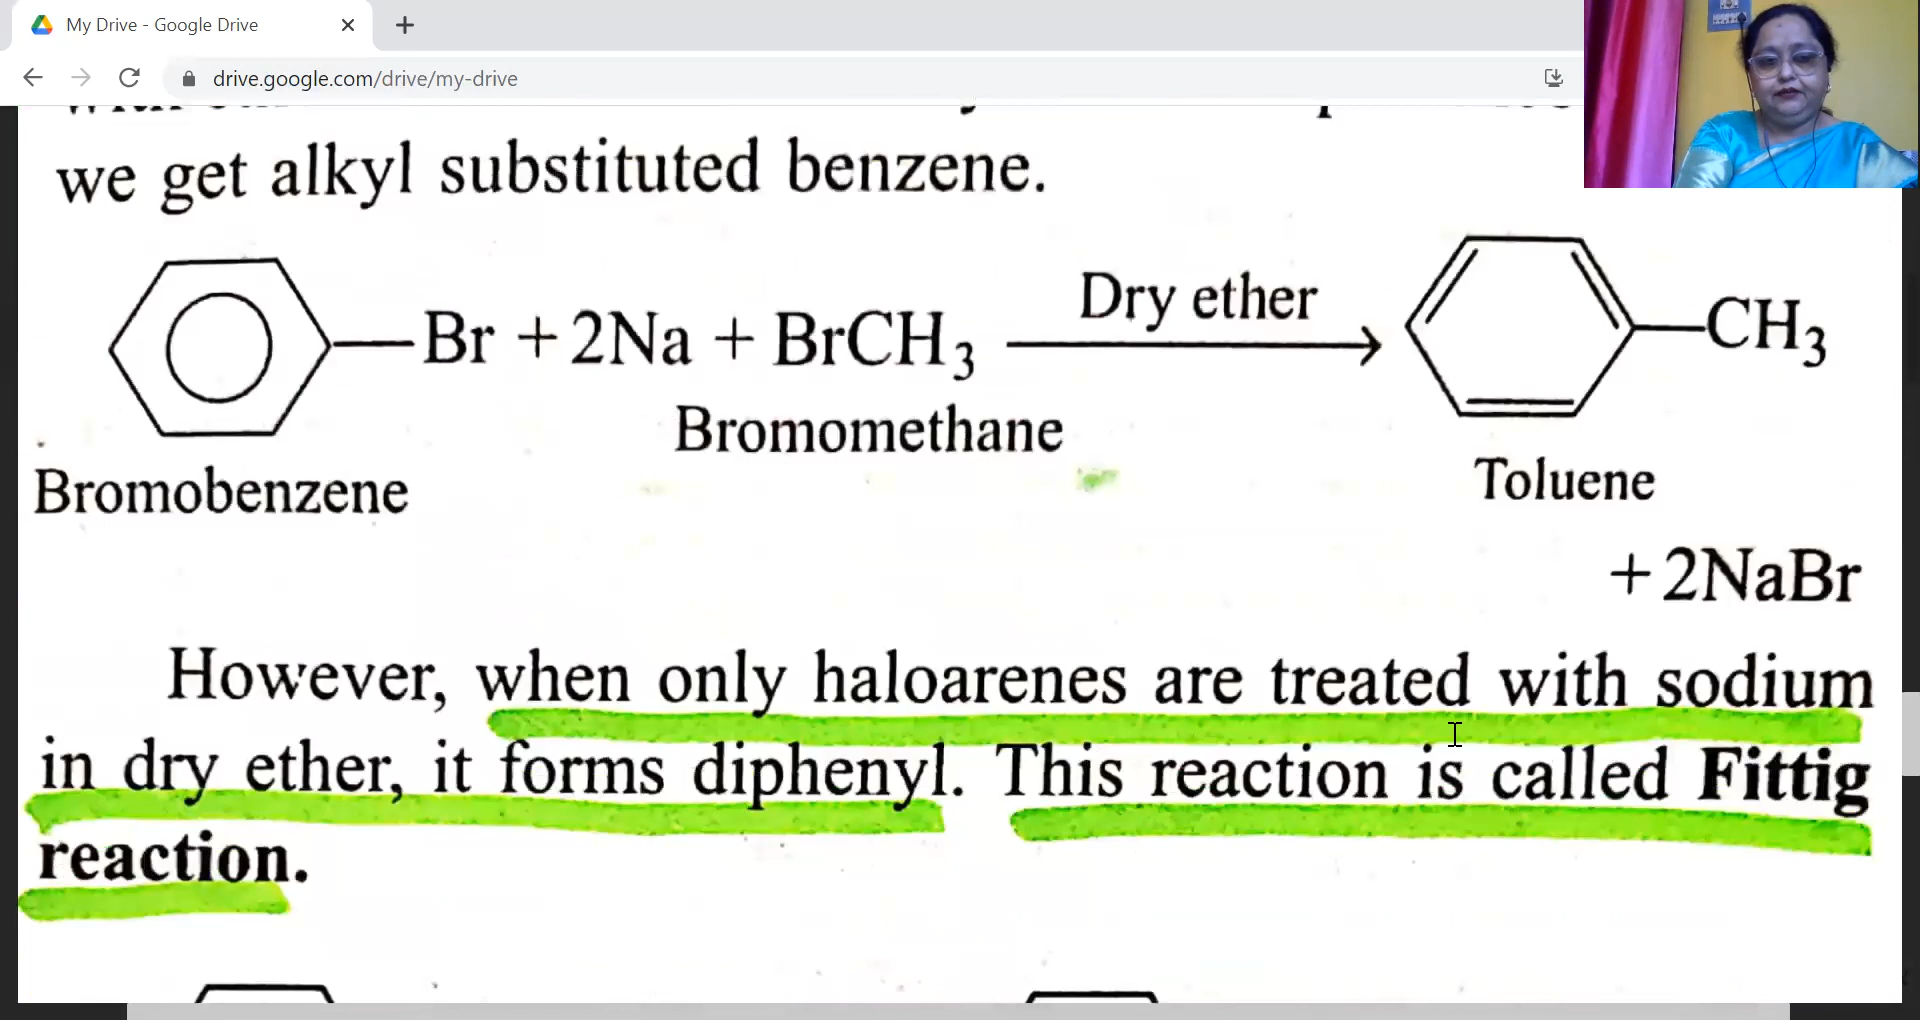 My Drive - Google Drive
drive.google.com/drive/my-drive
we get alkyl substituted benzene.
Br + 2Na + BrCH₃
Dry ether
CH₃
Bromobenzene
Bromomethane
Toluene
+ 2NaBr
However, when only haloarenes are treated with sodium
in dry ether, it forms diphenyl. This reaction is called Fittig
reaction.